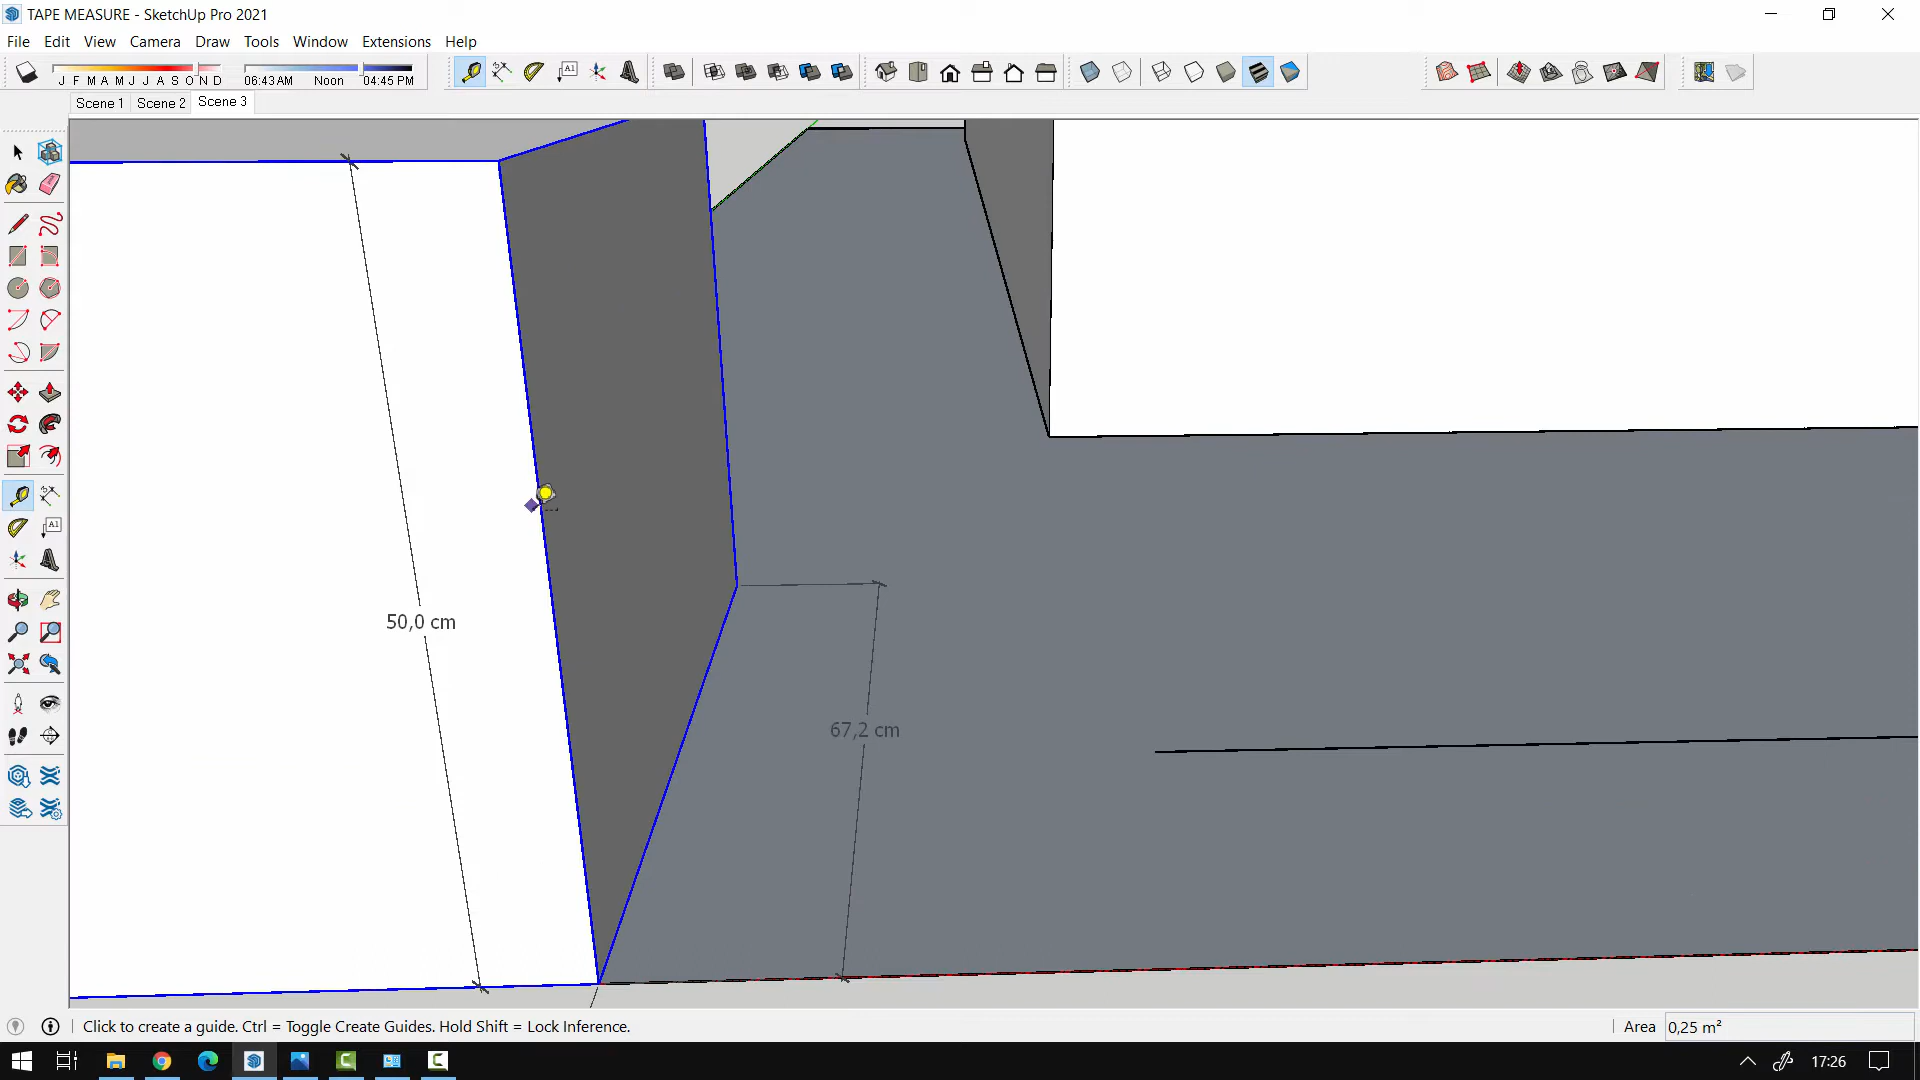 TAPE MEASURE - SketchUp Pro 2021
File Edit View Camera Draw Tools Window Extensions Help
J F M A M J J A S O N D 06:43 AM Noon 04:45 PM
A1
Scene 1 Scene 2 Scene 3
A1
50,0 cm
67,2 cm
Click to create a guide. Ctrl = Toggle Create Guides. Hold Shift = Lock Inference.
Area 0,25 m²
17:26